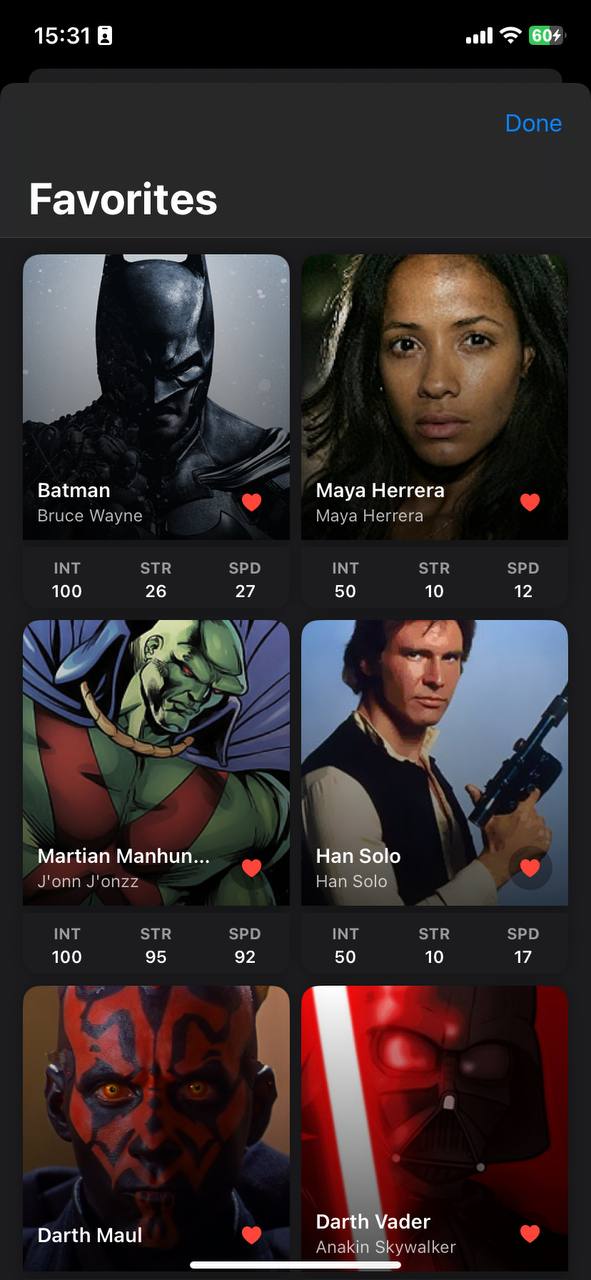 15:31
60
Done
Favorites
Batman
Bruce Wayne
Maya Herrera
Maya Herrera
INT STR SPD
100 26 27
INT STR SPD
50 10 12
Martian Manhun...
J'onn J'onzz
Han Solo
Han Solo
INT STR SPD
100 95 92
INT STR SPD
50 10 17
Darth Maul
Darth Vader
Anakin Skywalker